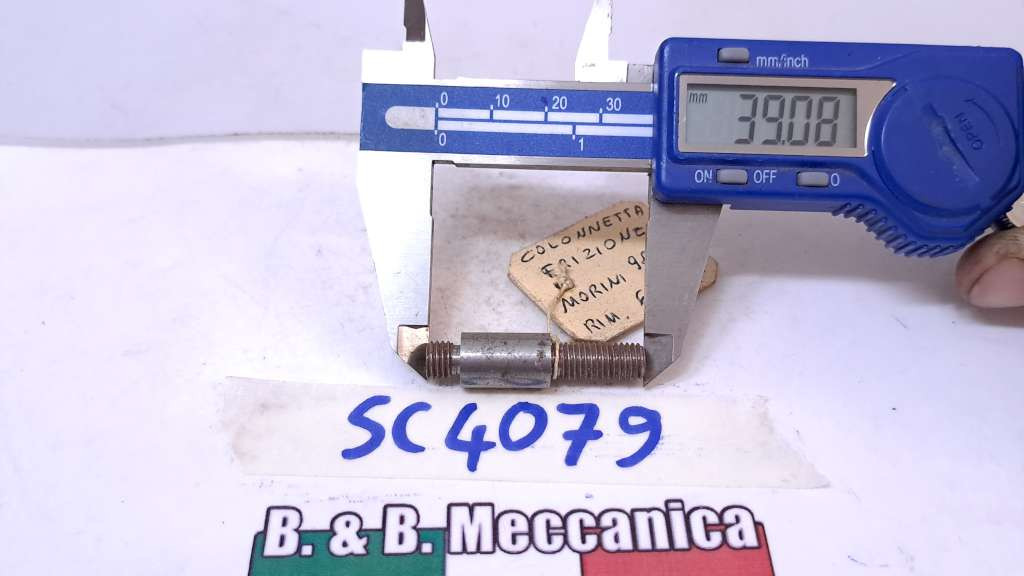 mm/inch
mm 39.08
ON OFF O
OPEN
0 10 20 30
0 1
COLONNETTA
FRIZIONE
MORINI
RIM.
SC4079
B. & B. Meccanica